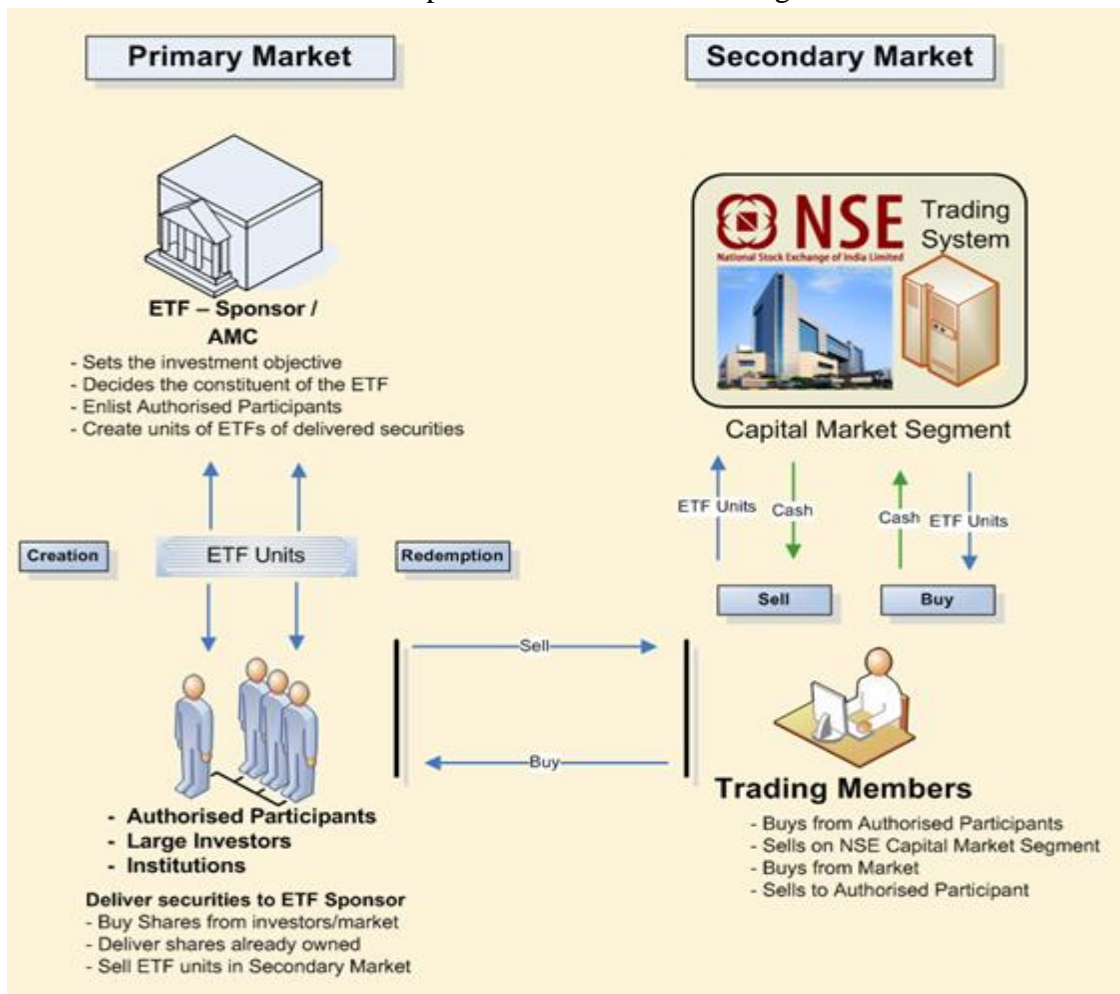 Primary Market
Secondary Market
ETF – Sponsor /
AMC
- Sets the investment objective
- Decides the constituent of the ETF
- Enlist Authorised Participants
- Create units of ETFs of delivered securities
NSE
National Stock Exchange of India Limited
Trading
System
Capital Market Segment
ETF Units
Cash
Cash
ETF Units
Creation
ETF Units
Redemption
Sell
Buy
Sell
Buy
- Authorised Participants
- Large Investors
- Institutions
Deliver securities to ETF Sponsor
- Buy Shares from investors/market
- Deliver shares already owned
- Sell ETF units in Secondary Market
Trading Members
- Buys from Authorised Participants
- Sells on NSE Capital Market Segment
- Buys from Market
- Sells to Authorised Participant